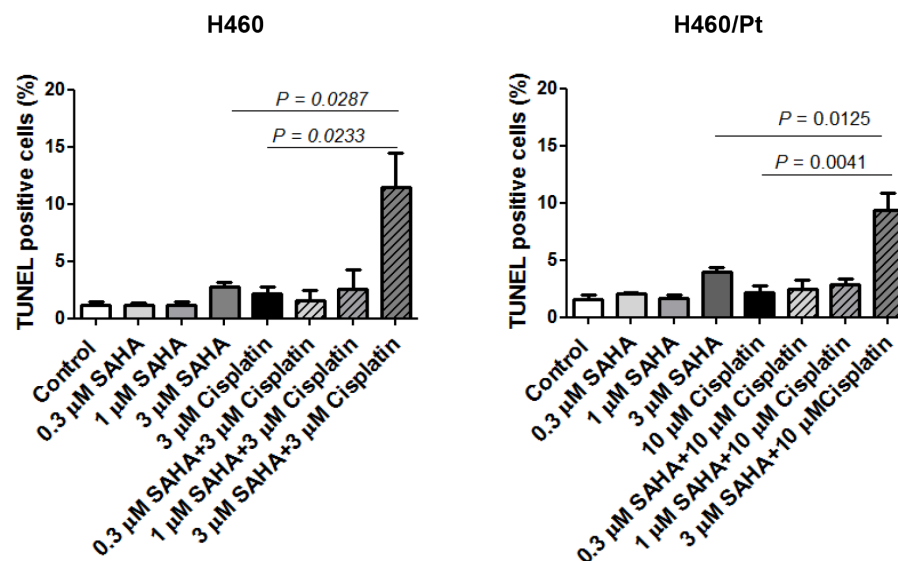 H460
TUNEL positive cells (%)
20
15
10
5
0
P = 0.0287
P = 0.0233
Control
0.3 µM SAHA
1 µM SAHA
3 µM SAHA
3 µM Cisplatin
0.3 µM SAHA+3 µM Cisplatin
1 µM SAHA+3 µM Cisplatin
3 µM SAHA+3 µM Cisplatin
H460/Pt
TUNEL positive cells (%)
20
15
10
5
0
P = 0.0125
P = 0.0041
Control
0.3 µM SAHA
1 µM SAHA
3 µM SAHA
10 µM Cisplatin
0.3 µM SAHA+10 µM Cisplatin
1 µM SAHA+10 µM Cisplatin
3 µM SAHA+10 µMCisplatin